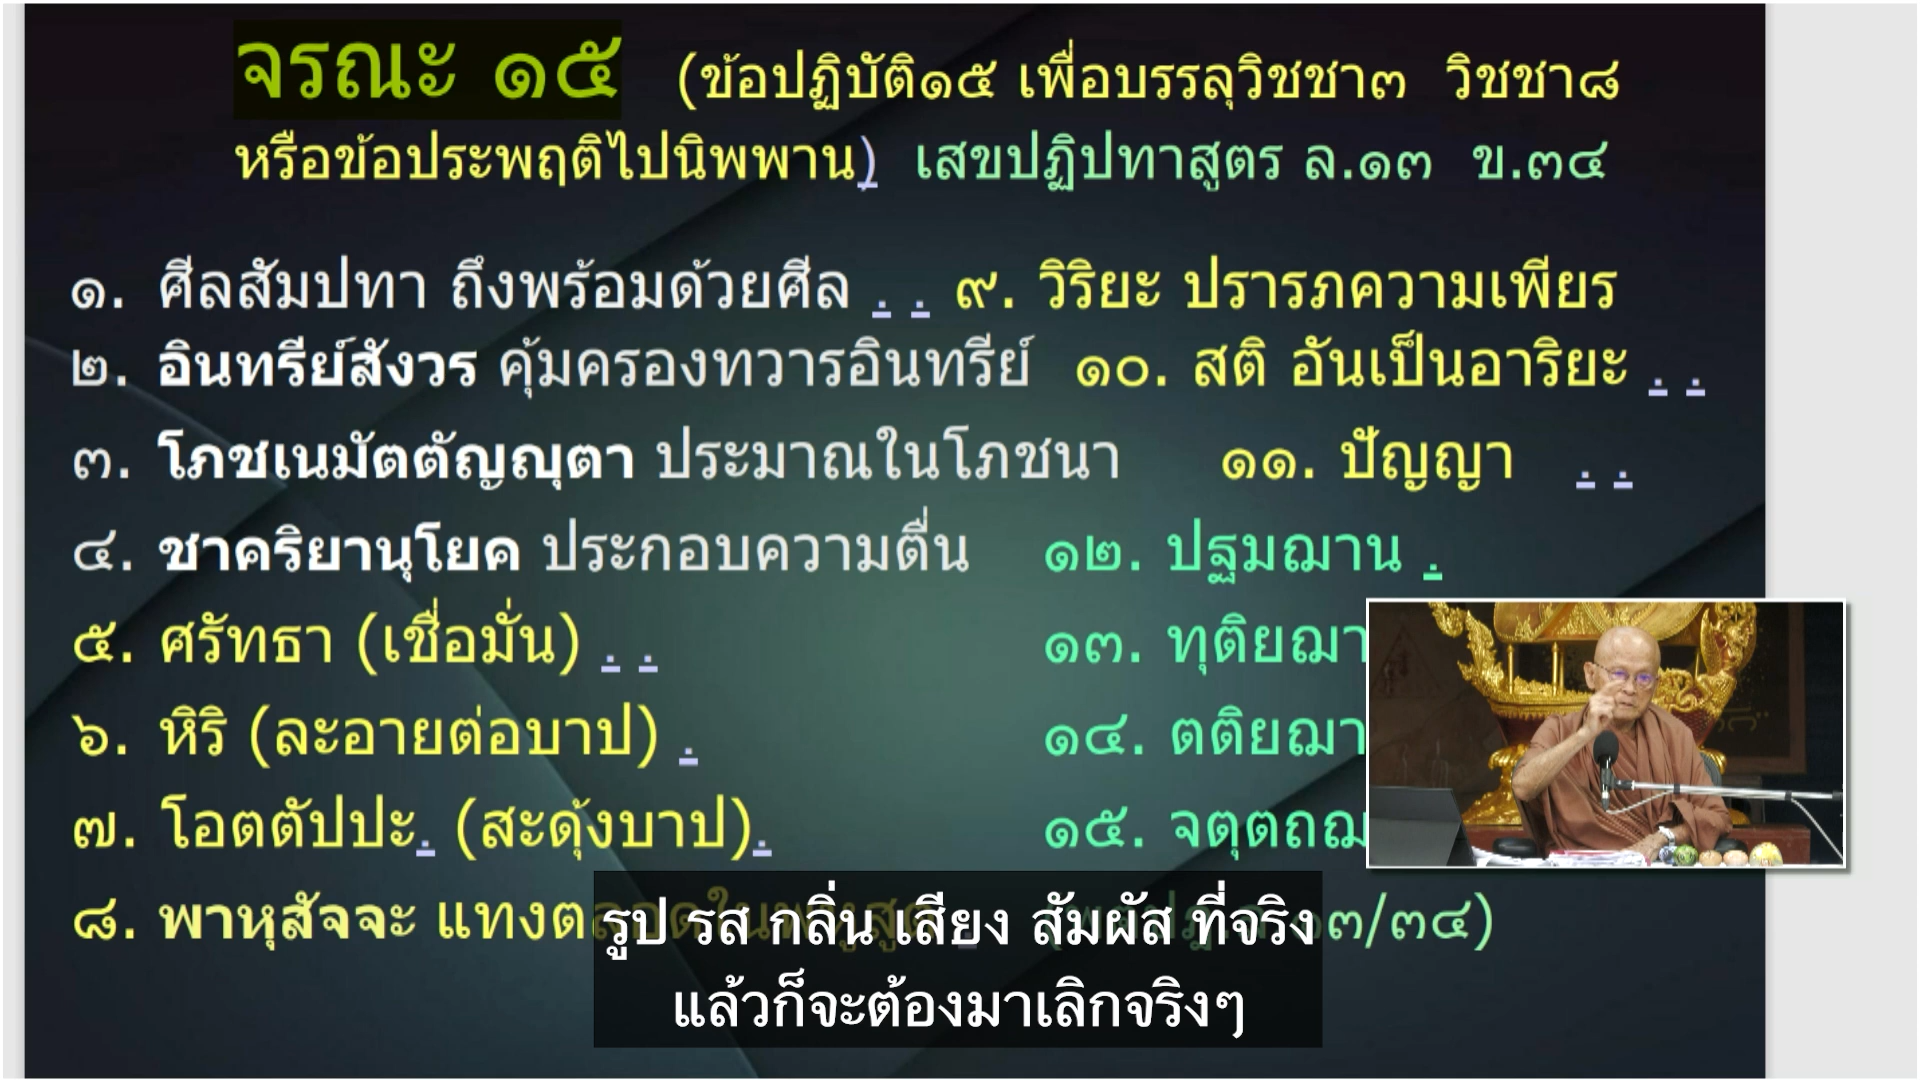 จรณะ ๑๕ (ข้อปฏิบัติ๑๕ เพื่อบรรลุวิชชา๓ วิชชา๘
หรือข้อประพฤติไปนิพพาน) เสขปฏิปทาสูตร ล.๑๓ ข.๓๔
๑. ศีลสัมปทา ถึงพร้อมด้วยศีล . .
๒. อินทรีย์สังวร คุ้มครองทวารอินทรีย์
๓. โภชเนมัตตัญญุตา ประมาณในโภชนา
๔. ชาคริยานุโยค ประกอบความตื่น
๕. ศรัทธา (เชื่อมั่น) . .
๖. หิริ (ละอายต่อบาป) .
๗. โอตตัปปะ. (สะดุ้งบาป).
๘. พาหุสัจจะ
๙. วิริยะ ปรารภความเพียร
๑๐. สติ อันเป็นอาริยะ . .
๑๑. ปัญญา . .
๑๒. ปฐมฌาน .
๑๓. ทุติยฌา
๑๔. ตติยฌา
๑๕. จตุตถฌ
๓/๓๔)
รูป รส กลิ่น เสียง สัมผัส ที่จริง
แล้วก็จะต้องมาเลิกจริงๆ